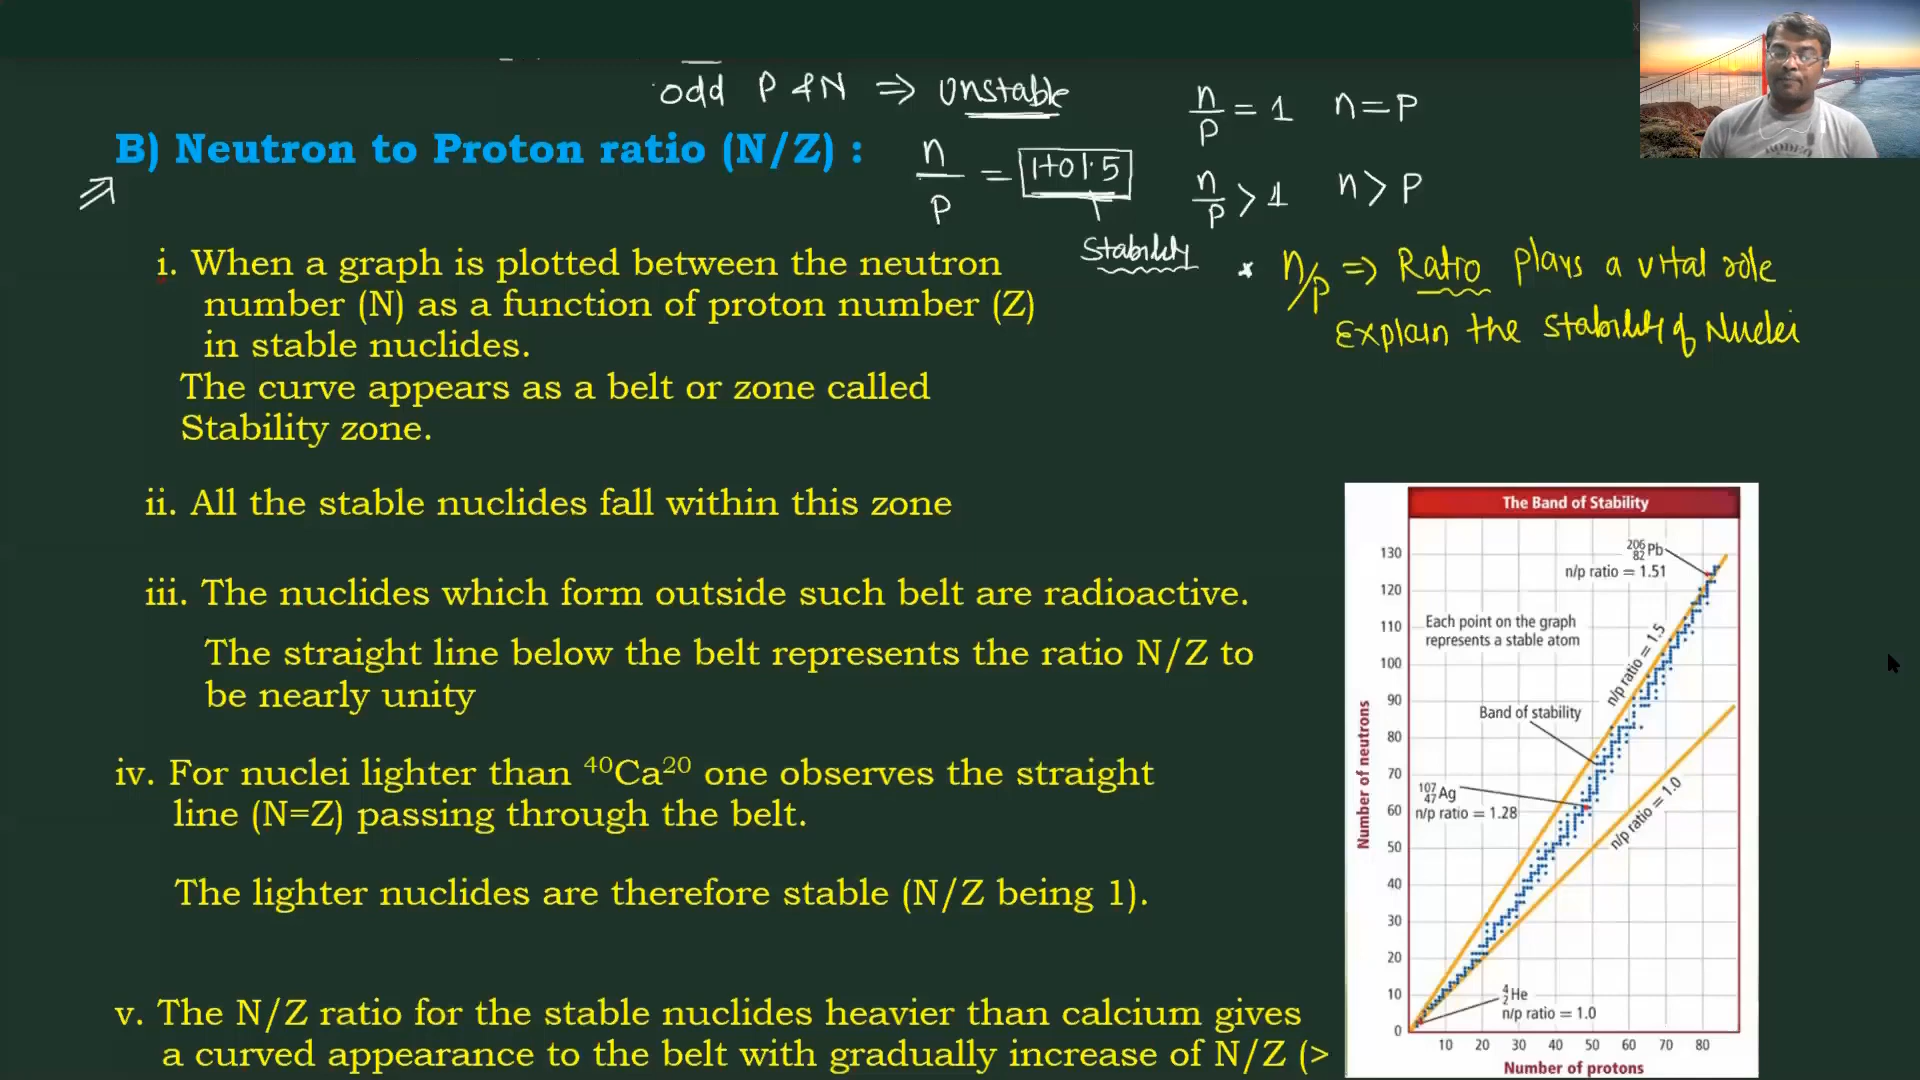 odd P & N ⇒ Unstable
n/P = 1 n=P
B) Neutron to Proton ratio (N/Z) :
n/P = 1 to 1.5
n/P > 1 n > P
Stability
* n/p ⇒ Ratio plays a vital role
Explain the stability of Nuclei
i. When a graph is plotted between the neutron
number (N) as a function of proton number (Z)
in stable nuclides.
The curve appears as a belt or zone called
Stability zone.
ii. All the stable nuclides fall within this zone
iii. The nuclides which form outside such belt are radioactive.
The straight line below the belt represents the ratio N/Z to
be nearly unity
iv. For nuclei lighter than ⁴⁰Ca²⁰ one observes the straight
line (N=Z) passing through the belt.
The lighter nuclides are therefore stable (N/Z being 1).
v. The N/Z ratio for the stable nuclides heavier than calcium gives
a curved appearance to the belt with gradually increase of N/Z (>
The Band of Stability
²⁰⁶₈₂Pb
n/p ratio = 1.51
Each point on the graph
represents a stable atom
n/p ratio = 1.5
Band of stability
¹⁰⁷₄₇Ag
n/p ratio = 1.28
n/p ratio = 1.0
⁴₂He
n/p ratio = 1.0
Number of neutrons
130
120
110
100
90
80
70
60
50
40
30
20
10
0
10 20 30 40 50 60 70 80
Number of protons